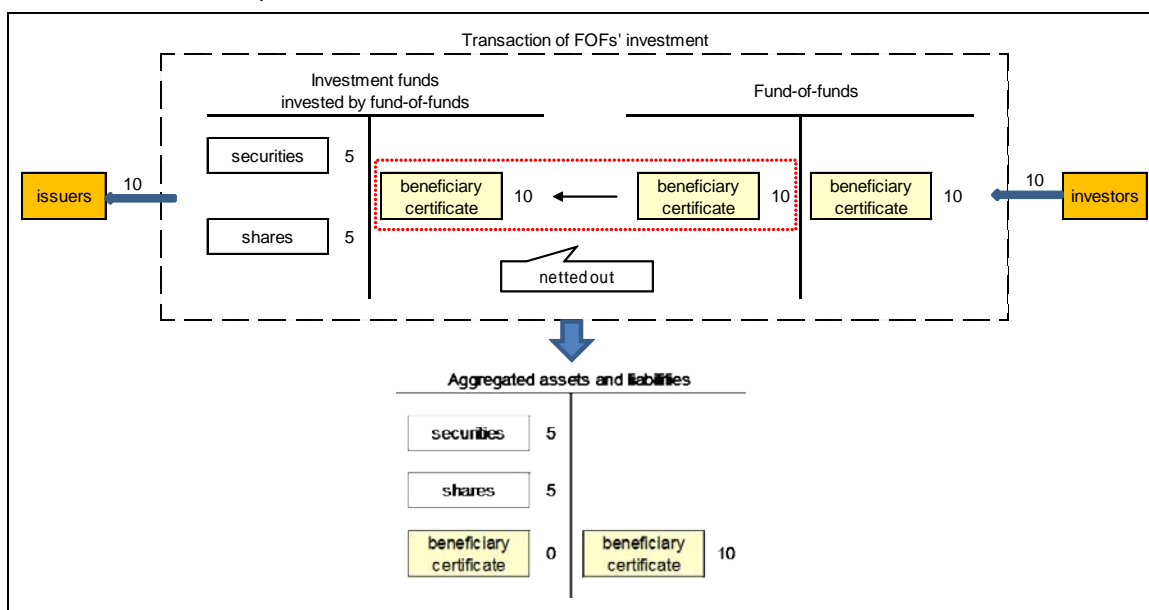 Transaction of FOFs' investment
Investment funds
invested by fund-of-funds
Fund-of-funds
securities 5
10
issuers
beneficiary
certificate
10
beneficiary
certificate
10
beneficiary
certificate
10
10
investors
shares 5
netted out
Aggregated assets and liabilities
securities 5
shares 5
beneficiary
certificate
0
beneficiary
certificate
10